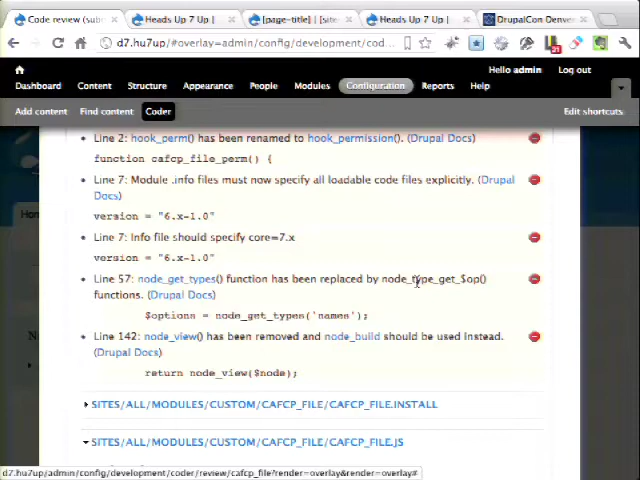 Code review (su
Heads Up 7 Up |
[page-title] | [site
Heads Up 7 Up |
DrupalCon Denve
d7.hu7up/#overlay=admin/config/development/cod...
21
Hello admin Log out
Dashboard Content Structure Appearance People Modules Configuration Reports Help
Add content Find content Coder Edit shortcuts
Line 2: hook_perm() has been renamed to hook_permission(). (Drupal Docs)
function cafcp_file_perm() {
Line 7: Module .info files must now specify all loadable code files explicitly. (Drupal
Docs)
version = "6.x-1.0"
Line 7: Info file should specify core=7.x
version = "6.x-1.0"
Line 57: node_get_types() function has been replaced by node_type_get_$op()
functions. (Drupal Docs)
$options = node_get_types('names');
Line 142: node_view() has been removed and node_build should be used instead.
(Drupal Docs)
return node_view($node);
SITES/ALL/MODULES/CUSTOM/CAFCP_FILE/CAFCP_FILE.INSTALL
SITES/ALL/MODULES/CUSTOM/CAFCP_FILE/CAFCP_FILE.JS
d7.hu7up/admin/config/development/coder/review/cafcp_file?render=overlay&render=overlay#